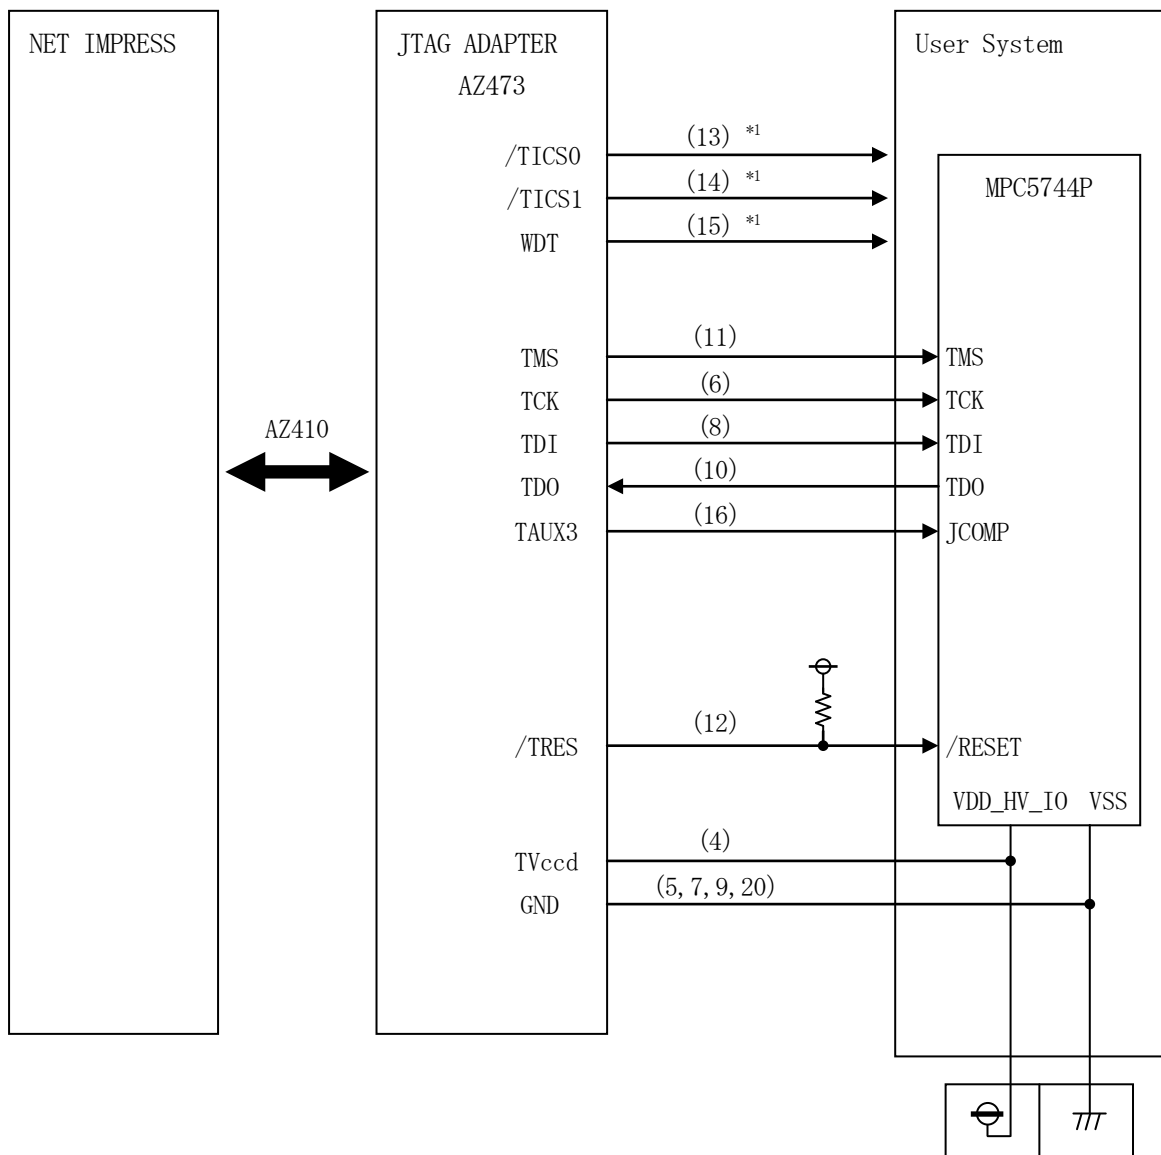 NET IMPRESS
JTAG ADAPTER
AZ473
User System
MPC5744P
/TICS0
(13) *1
/TICS1
(14) *1
WDT
(15) *1
TMS
(11)
TMS
TCK
(6)
TCK
AZ410
TDI
(8)
TDI
TDO
(10)
TDO
TAUX3
(16)
JCOMP
/TRES
(12)
/RESET
VDD_HV_IO VSS
TVccd
(4)
GND
(5,7,9,20)